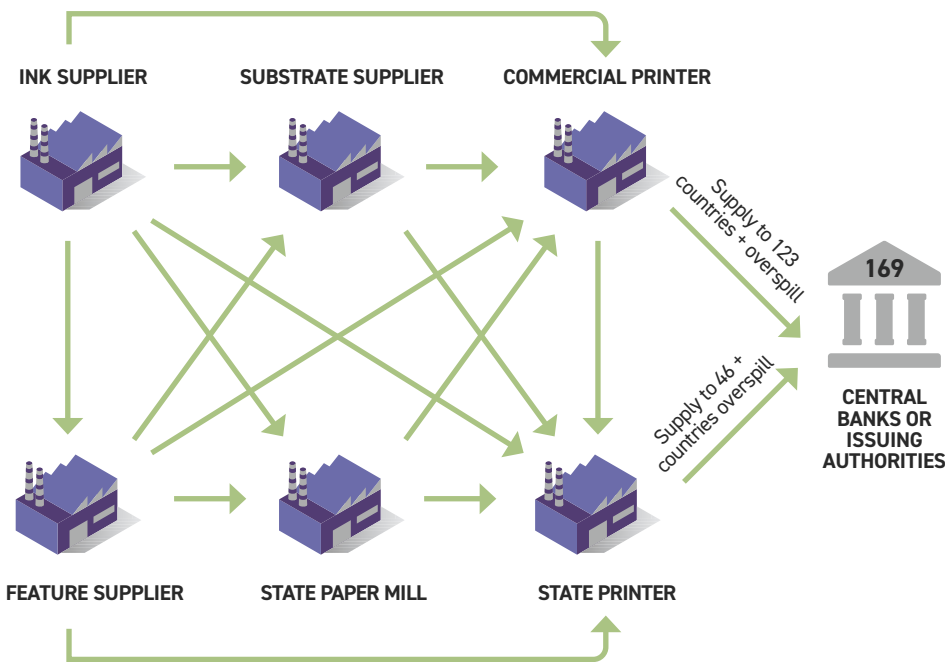 INK SUPPLIER
SUBSTRATE SUPPLIER
COMMERCIAL PRINTER
Supply to 123
countries + overspill
169
Supply to 46 +
countries overspill
CENTRAL
BANKS OR
ISSUING
AUTHORITIES
FEATURE SUPPLIER
STATE PAPER MILL
STATE PRINTER